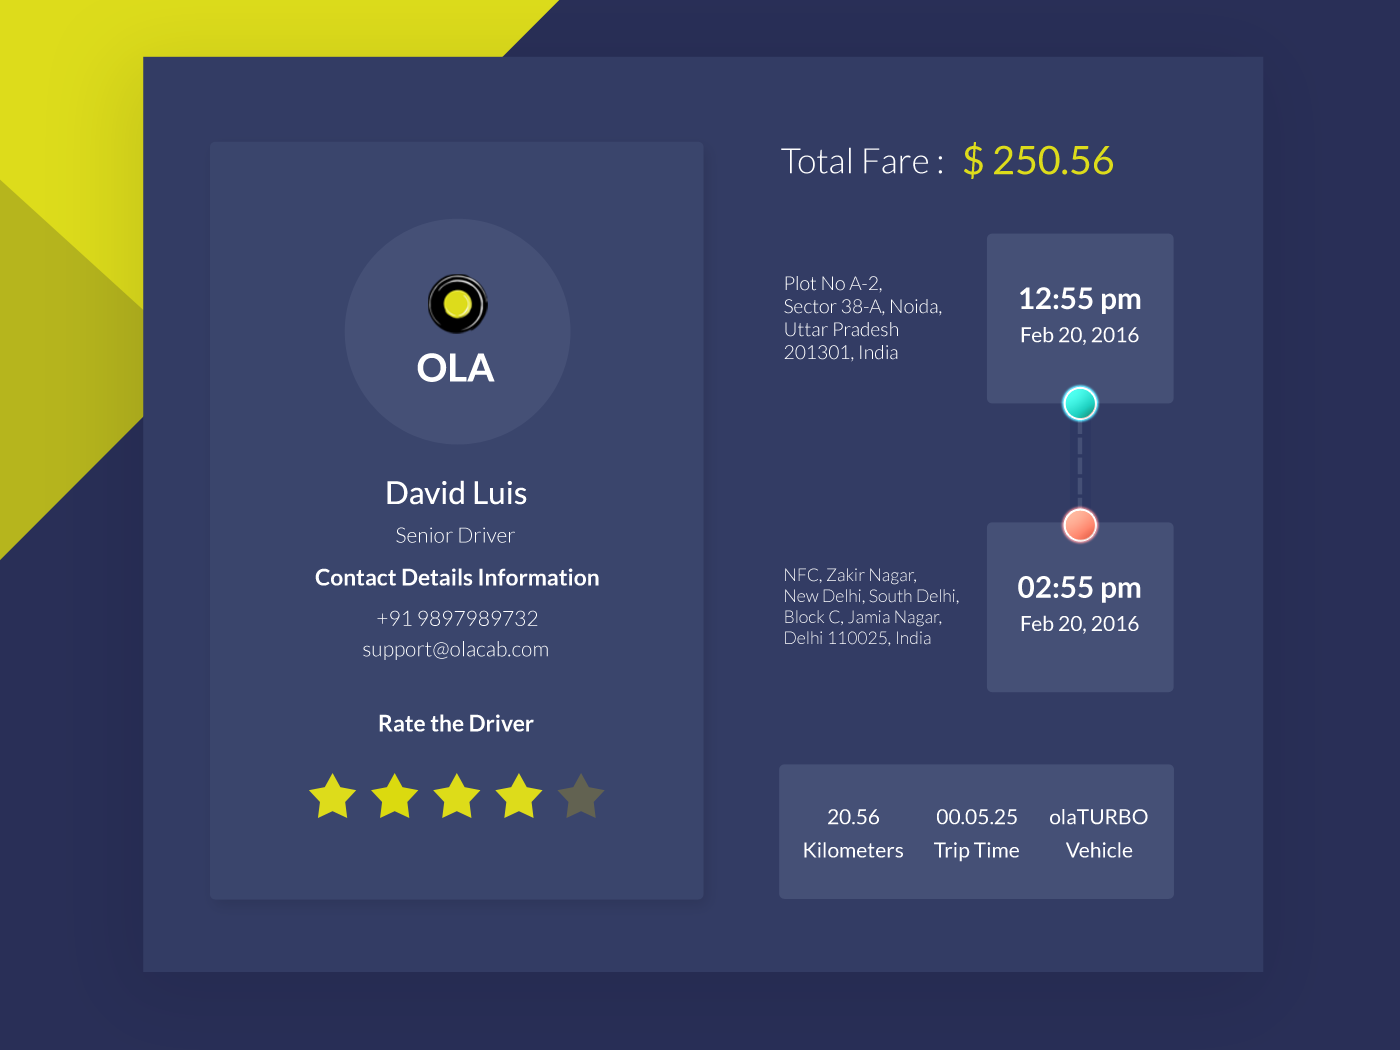 OLA
David Luis
Senior Driver
Contact Details Information
+91 9897989732
support@olacab.com
Rate the Driver
Total Fare : $ 250.56
Plot No A-2,
Sector 38-A, Noida,
Uttar Pradesh
201301, India
12:55 pm
Feb 20, 2016
NFC, Zakir Nagar,
New Delhi, South Delhi,
Block C, Jamia Nagar,
Delhi 110025, India
02:55 pm
Feb 20, 2016
20.56 00.05.25 olaTURBO
Kilometers Trip Time Vehicle